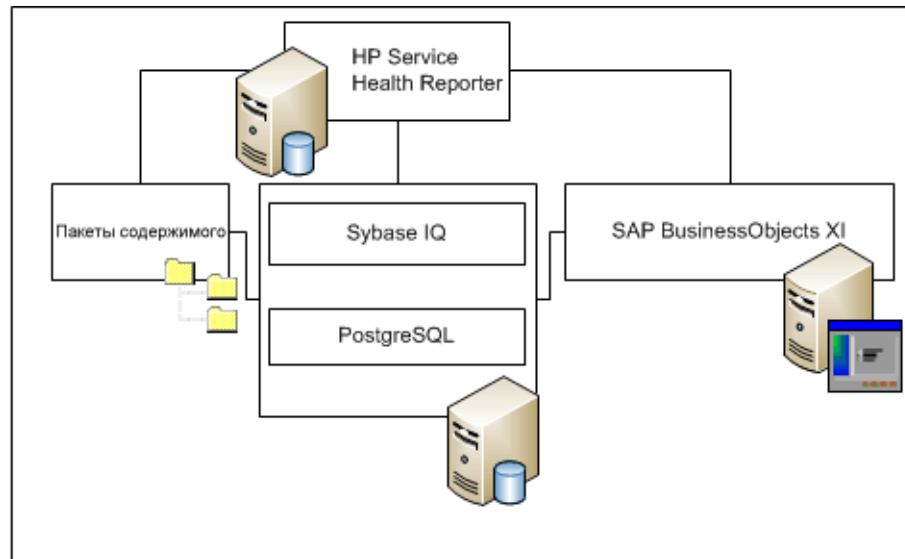 HP Service
Health Reporter
Пакеты содержимого
Sybase IQ
SAP BusinessObjects XI
PostgreSQL